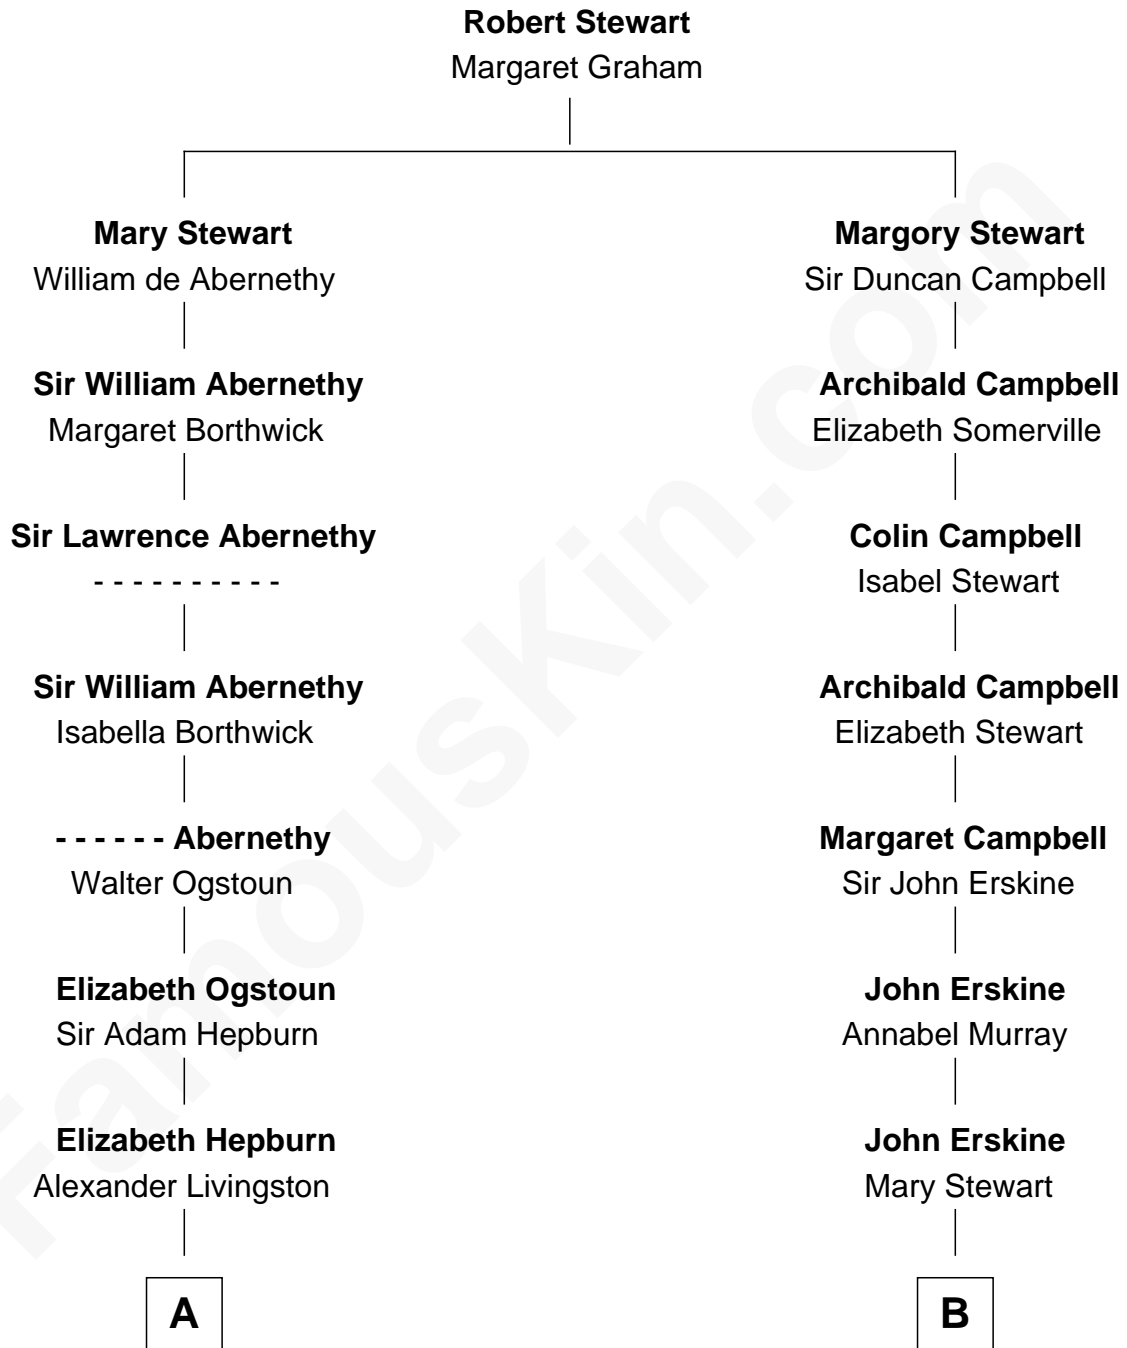 Robert Stewart
Margaret Graham
Mary Stewart
William de Abernethy
Sir William Abernethy
Margaret Borthwick
Sir Lawrence Abernethy
- - - - - - - - - -
Sir William Abernethy
Isabella Borthwick
- - - - - - Abernethy
Walter Ogstoun
Elizabeth Ogstoun
Sir Adam Hepburn
Elizabeth Hepburn
Alexander Livingston
A
Margory Stewart
Sir Duncan Campbell
Archibald Campbell
Elizabeth Somerville
Colin Campbell
Isabel Stewart
Archibald Campbell
Elizabeth Stewart
Margaret Campbell
Sir John Erskine
John Erskine
Annabel Murray
John Erskine
Mary Stewart
B
FamousKin.com